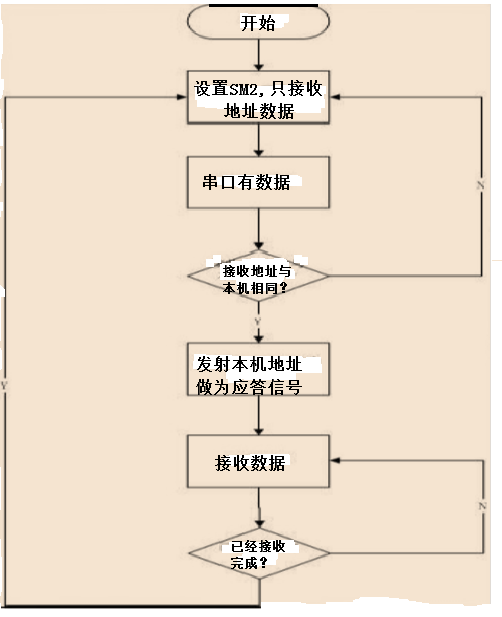 开始
设置SM2,只接收
地址数据
串口有数据
接收地址与
本机相同？
N
Y
发射本机地址
做为应答信号
接收数据
已经接收
完成？
N
Y